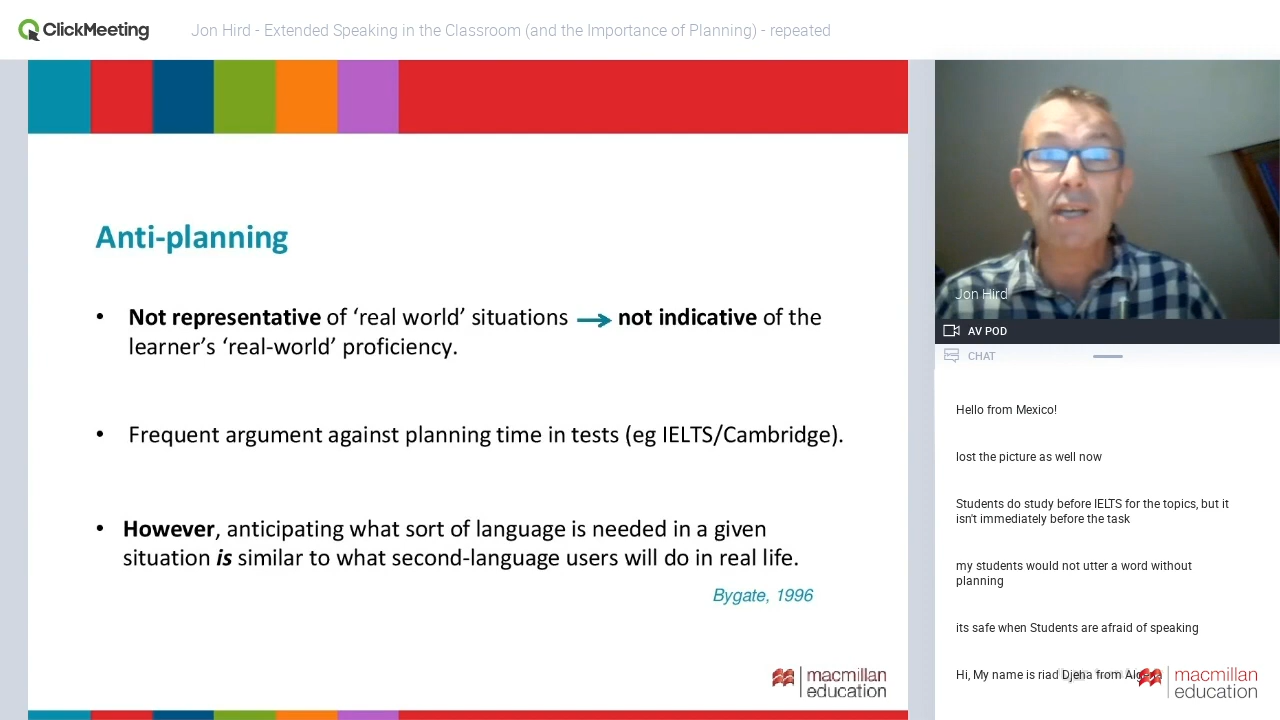 ClickMeeting
Jon Hird - Extended Speaking in the Classroom (and the Importance of Planning) - repeated
Anti-planning
• Not representative of ‘real world’ situations → not indicative of the
learner’s ‘real-world’ proficiency.
• Frequent argument against planning time in tests (eg IELTS/Cambridge).
• However, anticipating what sort of language is needed in a given
situation is similar to what second-language users will do in real life.
Bygate, 1996
macmillan
education
Jon Hird
AV POD
CHAT
Hello from Mexico!
lost the picture as well now
Students do study before IELTS for the topics, but it
isn't immediately before the task
my students would not utter a word without
planning
its safe when Students are afraid of speaking
Hi, My name is riad Djeha from
macmillan
education